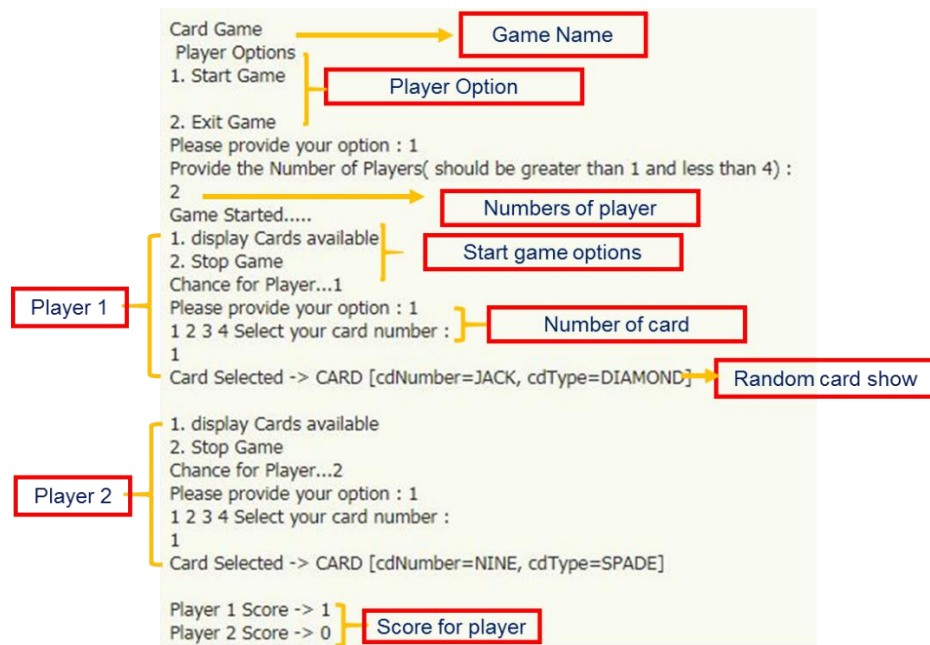 Card Game
Game Name
Player Options
1. Start Game
Player Option
2. Exit Game
Please provide your option : 1
Provide the Number of Players( should be greater than 1 and less than 4) :
2
Numbers of player
Game Started.....
1. display Cards available
Start game options
2. Stop Game
Chance for Player...1
Player 1
Please provide your option : 1
Number of card
1 2 3 4 Select your card number :
1
Card Selected -> CARD [cdNumber=JACK, cdType=DIAMOND]
Random card show
1. display Cards available
2. Stop Game
Chance for Player...2
Player 2
Please provide your option : 1
1 2 3 4 Select your card number :
1
Card Selected -> CARD [cdNumber=NINE, cdType=SPADE]
Player 1 Score -> 1
Player 2 Score -> 0
Score for player